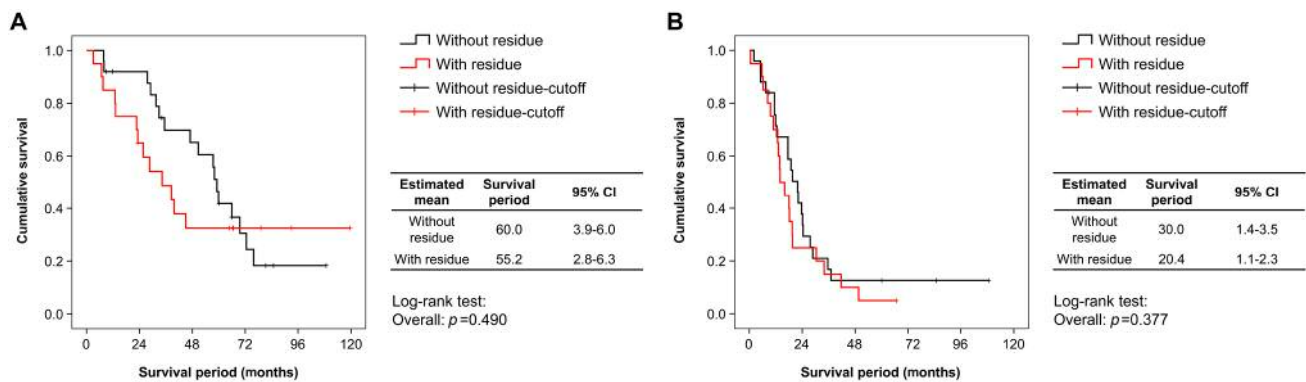 A
1.0
0.8
0.6
0.4
0.2
0.0
Cumulative survival
0 24 48 72 96 120
Survival period (months)
Without residue
With residue
Without residue-cutoff
With residue-cutoff
Estimated mean Survival period 95% CI
Without residue 60.0 3.9-6.0
With residue 55.2 2.8-6.3
Log-rank test:
Overall: p=0.490
B
1.0
0.8
0.6
0.4
0.2
0.0
Cumulative survival
0 24 48 72 96 120
Survival period (months)
Without residue
With residue
Without residue-cutoff
With residue-cutoff
Estimated mean Survival period 95% CI
Without residue 30.0 1.4-3.5
With residue 20.4 1.1-2.3
Log-rank test:
Overall: p=0.377